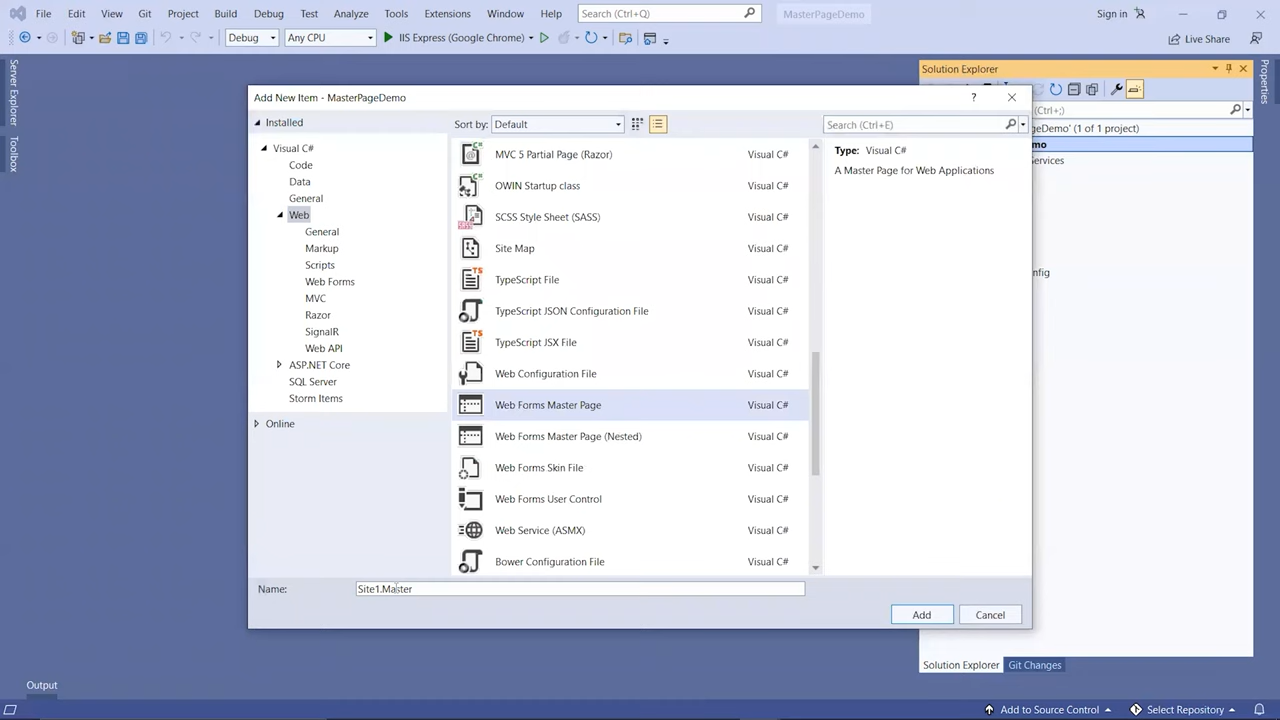 File Edit View Git Project Build Debug Test Analyze Tools Extensions Window Help Search (Ctrl+Q) MasterPageDemo Sign in
Debug Any CPU IIS Express (Google Chrome) Live Share
Server Explorer
Toolbox
Solution Explorer
Properties
(Ctrl+;)
geDemo' (1 of 1 project)
mo
Services
nfig
Add New Item - MasterPageDemo ?
Installed
Sort by: Default
Search (Ctrl+E)
Visual C#
Code
Data
General
Web
General
Markup
Scripts
Web Forms
MVC
Razor
SignalR
Web API
ASP.NET Core
SQL Server
Storm Items
Online
MVC 5 Partial Page (Razor) Visual C#
OWIN Startup class Visual C#
SCSS Style Sheet (SASS) Visual C#
Site Map Visual C#
TypeScript File Visual C#
TypeScript JSON Configuration File Visual C#
TypeScript JSX File Visual C#
Web Configuration File Visual C#
Web Forms Master Page Visual C#
Web Forms Master Page (Nested) Visual C#
Web Forms Skin File Visual C#
Web Forms User Control Visual C#
Web Service (ASMX) Visual C#
Bower Configuration File Visual C#
Type: Visual C#
A Master Page for Web Applications
Name: Site1.Master
Add Cancel
Solution Explorer Git Changes
Output
Add to Source Control Select Repository